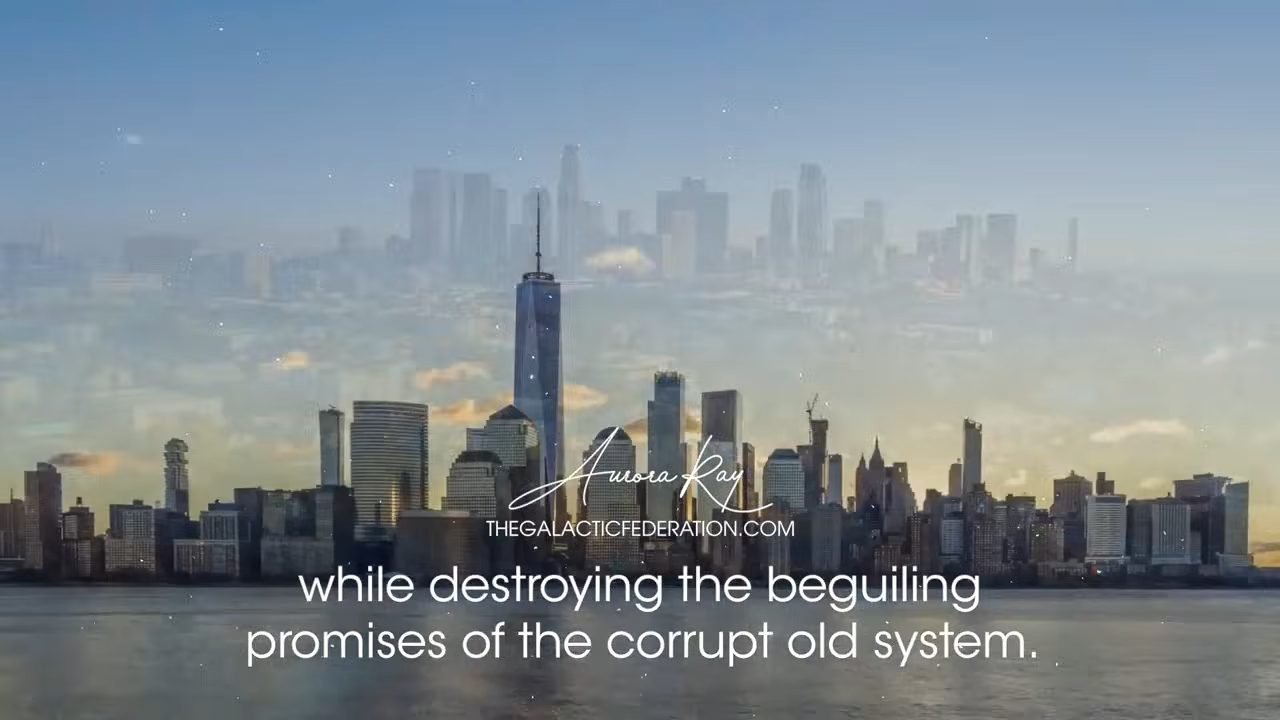 Aurora Ray
THEGALACTICFEDERATION.COM
while destroying the beguiling
promises of the corrupt old system.